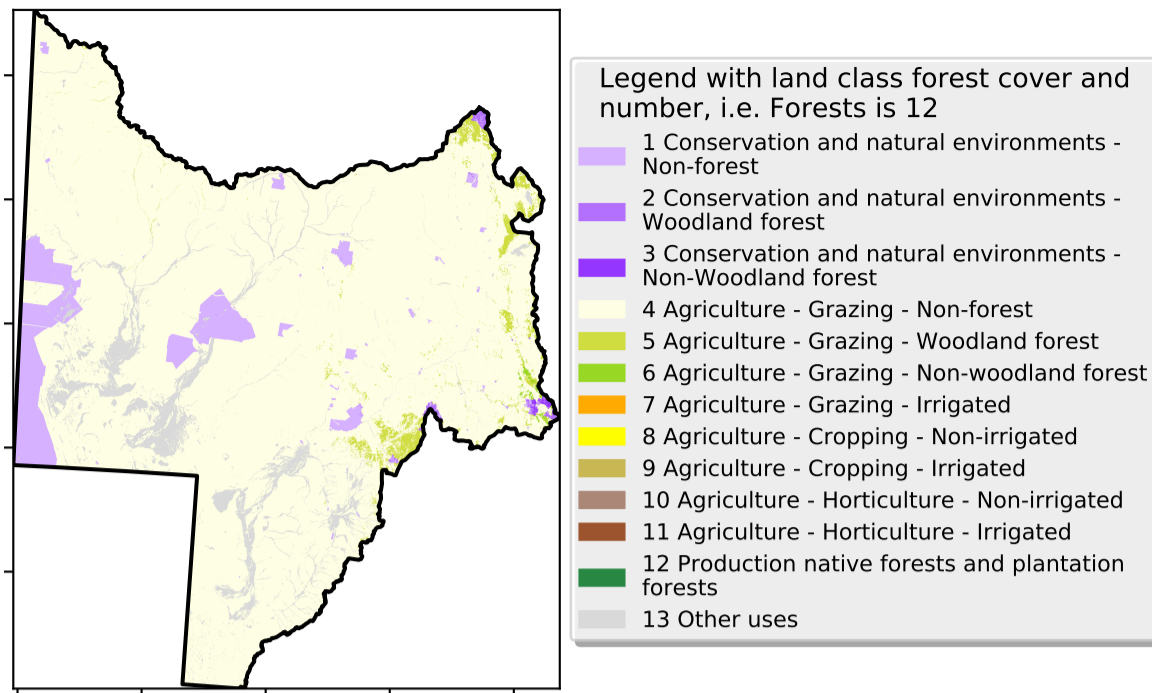 Legend with land class forest cover and
number, i.e. Forests is 12
1 Conservation and natural environments -
Non-forest
2 Conservation and natural environments -
Woodland forest
3 Conservation and natural environments -
Non-Woodland forest
4 Agriculture - Grazing - Non-forest
5 Agriculture - Grazing - Woodland forest
6 Agriculture - Grazing - Non-woodland forest
7 Agriculture - Grazing - Irrigated
8 Agriculture - Cropping - Non-irrigated
9 Agriculture - Cropping - Irrigated
10 Agriculture - Horticulture - Non-irrigated
11 Agriculture - Horticulture - Irrigated
12 Production native forests and plantation
forests
13 Other uses